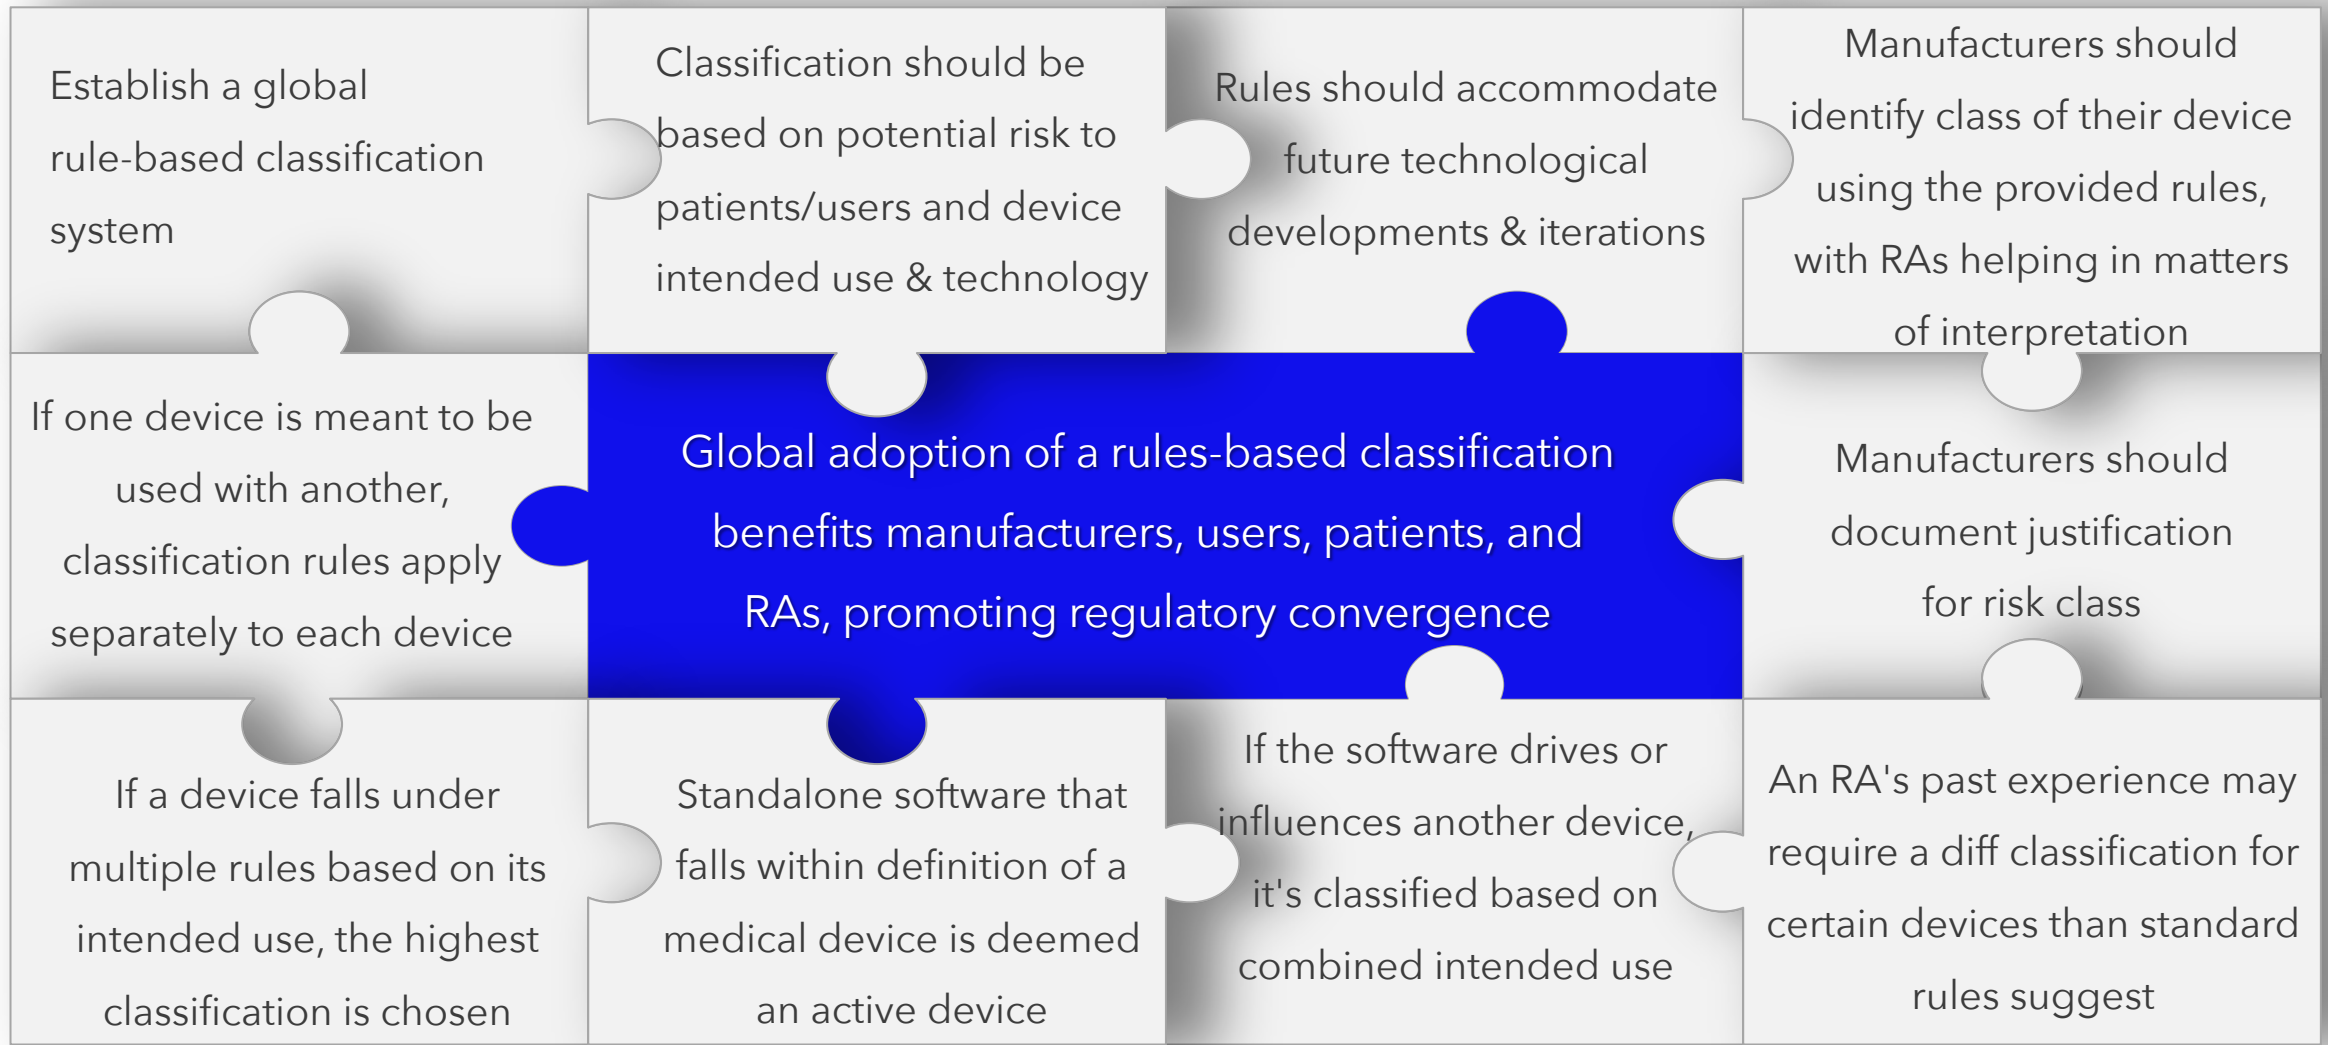 Establish a global
rule-based classification
system
Classification should be
based on potential risk to
patients/users and device
intended use & technology
Rules should accommodate
future technological
developments & iterations
Manufacturers should
identify class of their device
using the provided rules,
with RAs helping in matters
of interpretation
If one device is meant to be
used with another,
classification rules apply
separately to each device
Global adoption of a rules-based classification
benefits manufacturers, users, patients, and
RAs, promoting regulatory convergence
Manufacturers should
document justification
for risk class
If a device falls under
multiple rules based on its
intended use, the highest
classification is chosen
Standalone software that
falls within definition of a
medical device is deemed
an active device
If the software drives or
influences another device,
it's classified based on
combined intended use
An RA's past experience may
require a diff classification for
certain devices than standard
rules suggest